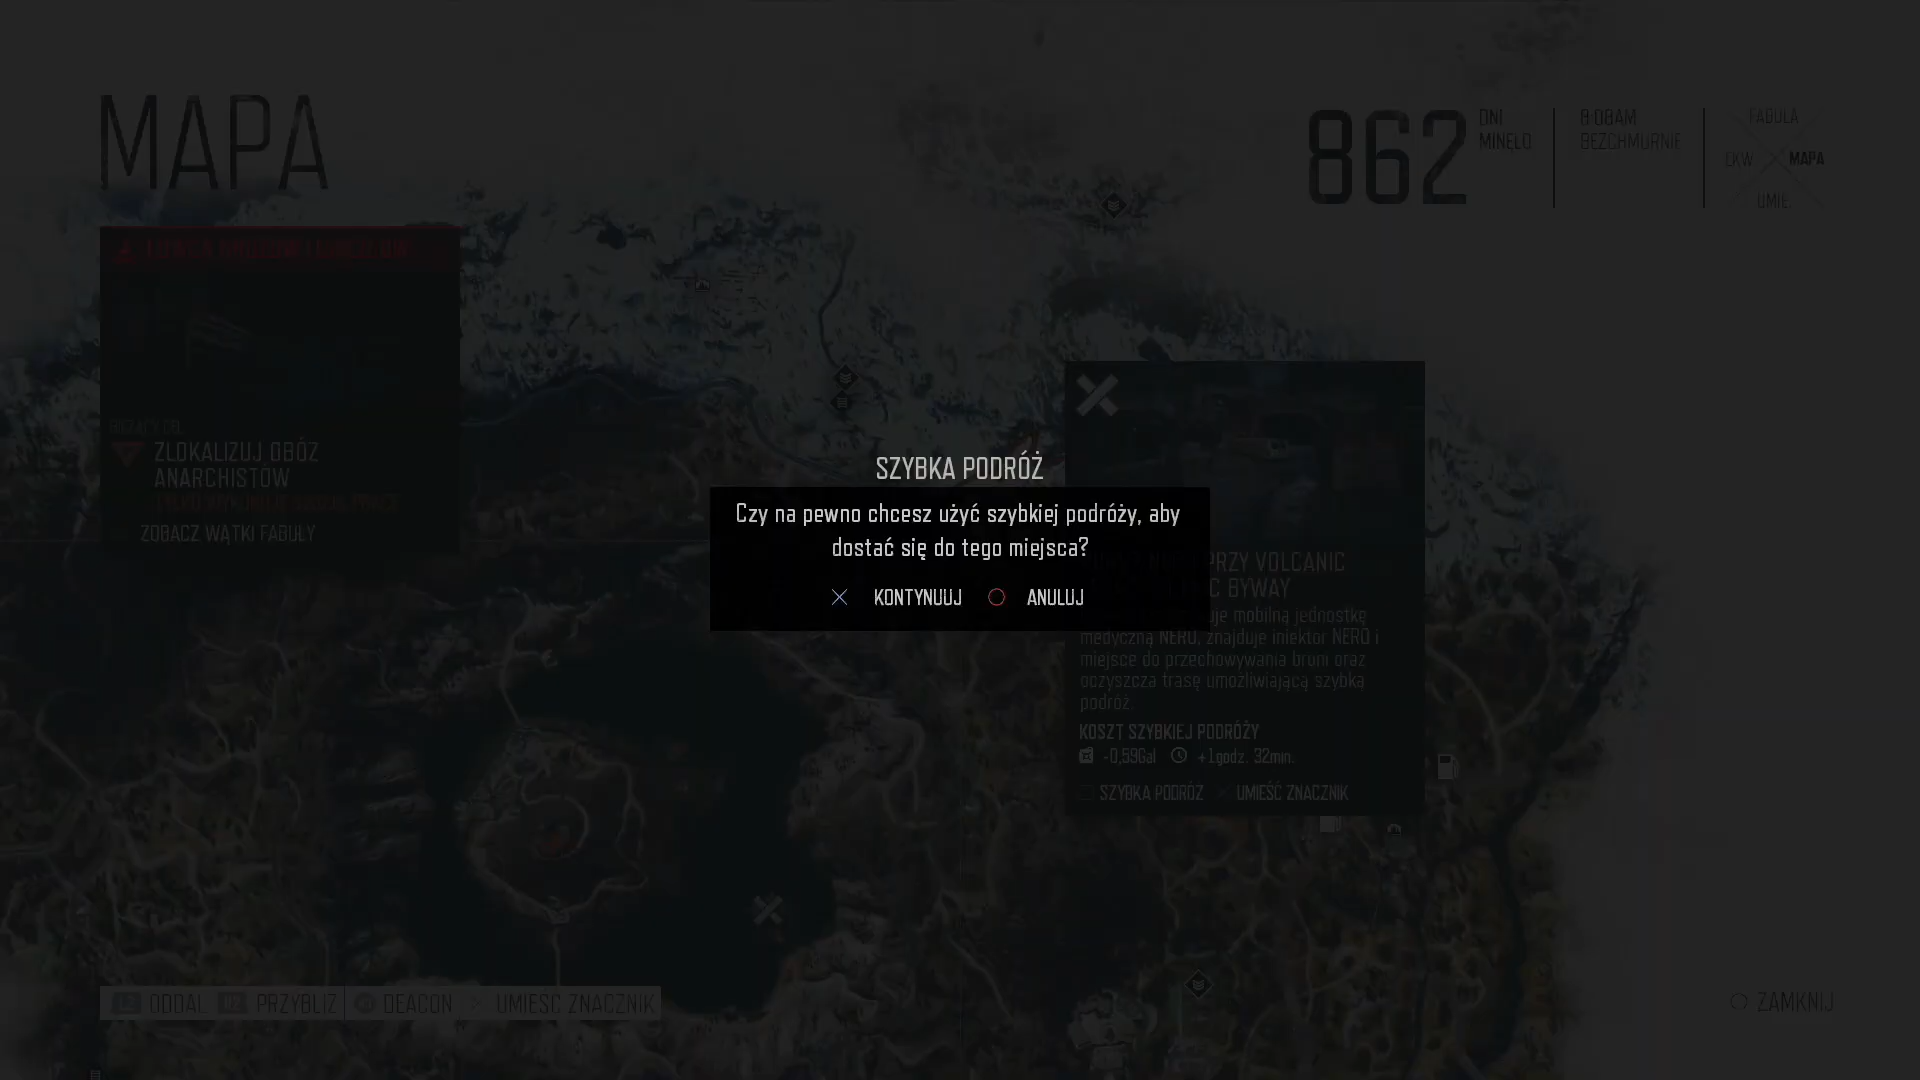 MAPA
862
DNI
MINĘŁO
8:08AM
BEZCHMURNIE
FABUŁA
EKW
MAPA
UMIE.
ZLOKALIZUJ OBÓZ
ANARCHISTÓW
ZOBACZ WĄTKI FABUŁY
SZYBKA PODRÓŻ
Czy na pewno chcesz użyć szybkiej podróży, aby
dostać się do tego miejsca?
KONTYNUUJ
ANULUJ
PRZY VOLCANIC
BYWAY
mobilną jednostkę
medyczną NERO, znajduje iniektor NERO i
miejsce do przechowywania broni oraz
oczyszcza trasę umożliwiającą szybką
podróż.
KOSZT SZYBKIEJ PODRÓŻY
-0,59Gal +1godz. 32min.
SZYBKA PODRÓŻ UMIEŚĆ ZNACZNIK
ODDAL PRZYBLIŻ DEACON UMIEŚĆ ZNACZNIK
ZAMKNIJ